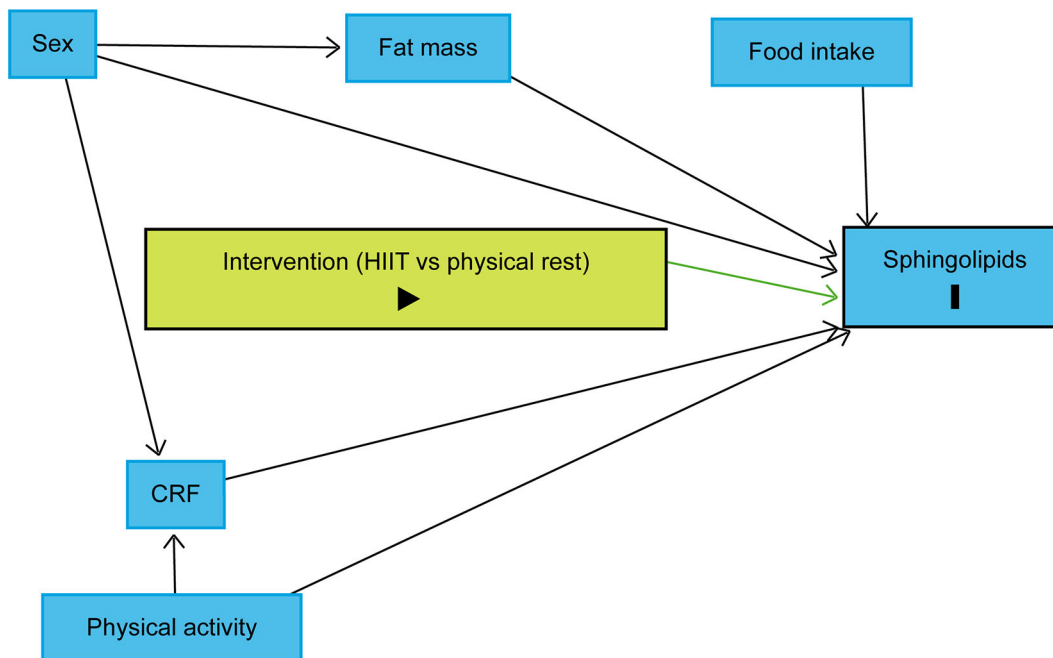 Sex
Fat mass
Food intake
Intervention (HIIT vs physical rest)
Sphingolipids
CRF
Physical activity